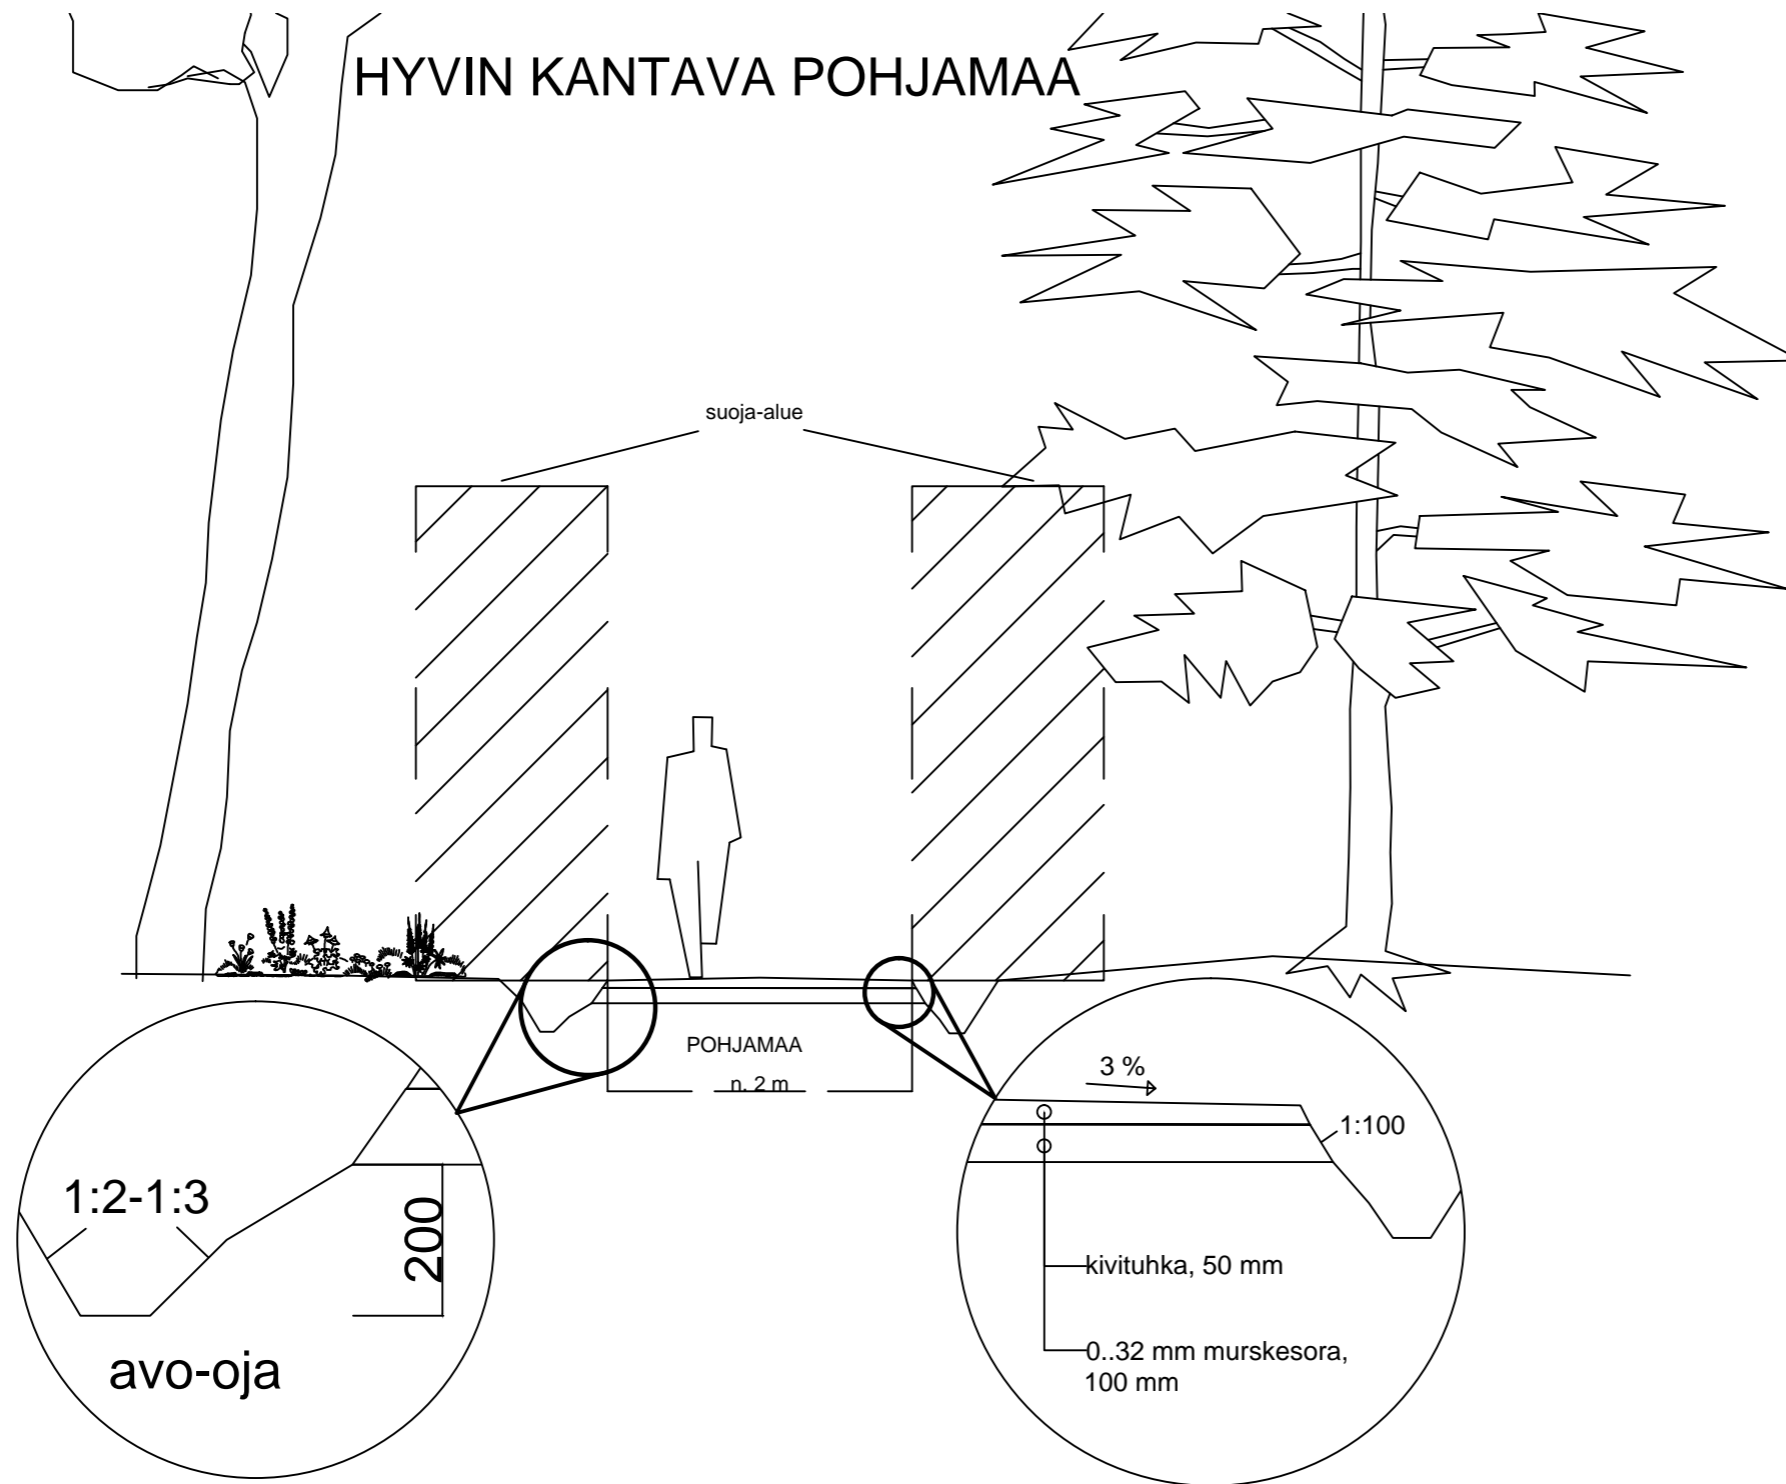 HYVIN KANTAVA POHJAMAA
suoja-alue
POHJAMAA
n. 2 m
1:2-1:3
200
avo-oja
3 %
1:100
kivituhka, 50 mm
0..32 mm murskesora,
100 mm